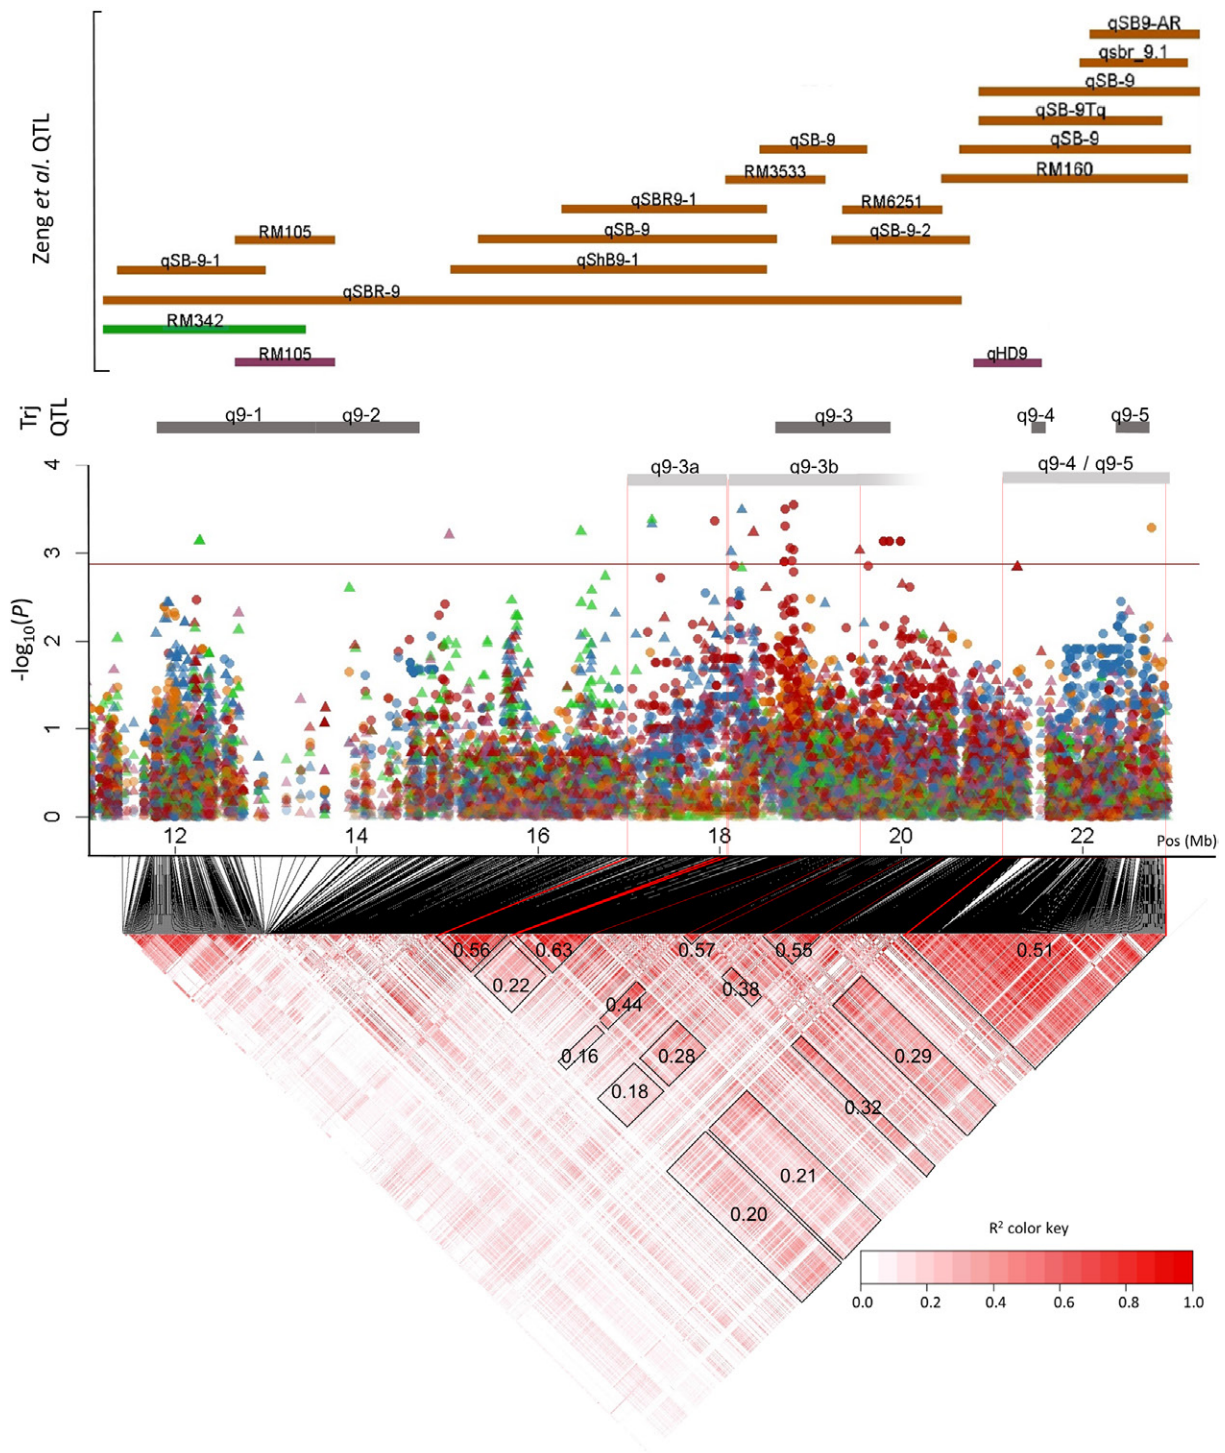 Zeng et al. QTL
qSB9-AR
qsbr_9.1
qSB-9
qSB-9Tq
qSB-9
qSB-9
RM3533
RM160
qSBR9-1
RM6251
RM105
qSB-9
qSB-9-2
qSB-9-1
qShB9-1
qSBR-9
RM342
RM105
qHD9
Trj
QTL
q9-1
q9-2
q9-3
q9-4
q9-5
q9-3a
q9-3b
q9-4 / q9-5
-log10(P)
4
3
2
1
0
12
14
16
18
20
22
Pos (Mb)
0.56
0.63
0.57
0.55
0.51
0.22
0.38
0.44
0.16
0.28
0.29
0.18
0.32
0.21
0.20
R² color key
0.0
0.2
0.4
0.6
0.8
1.0